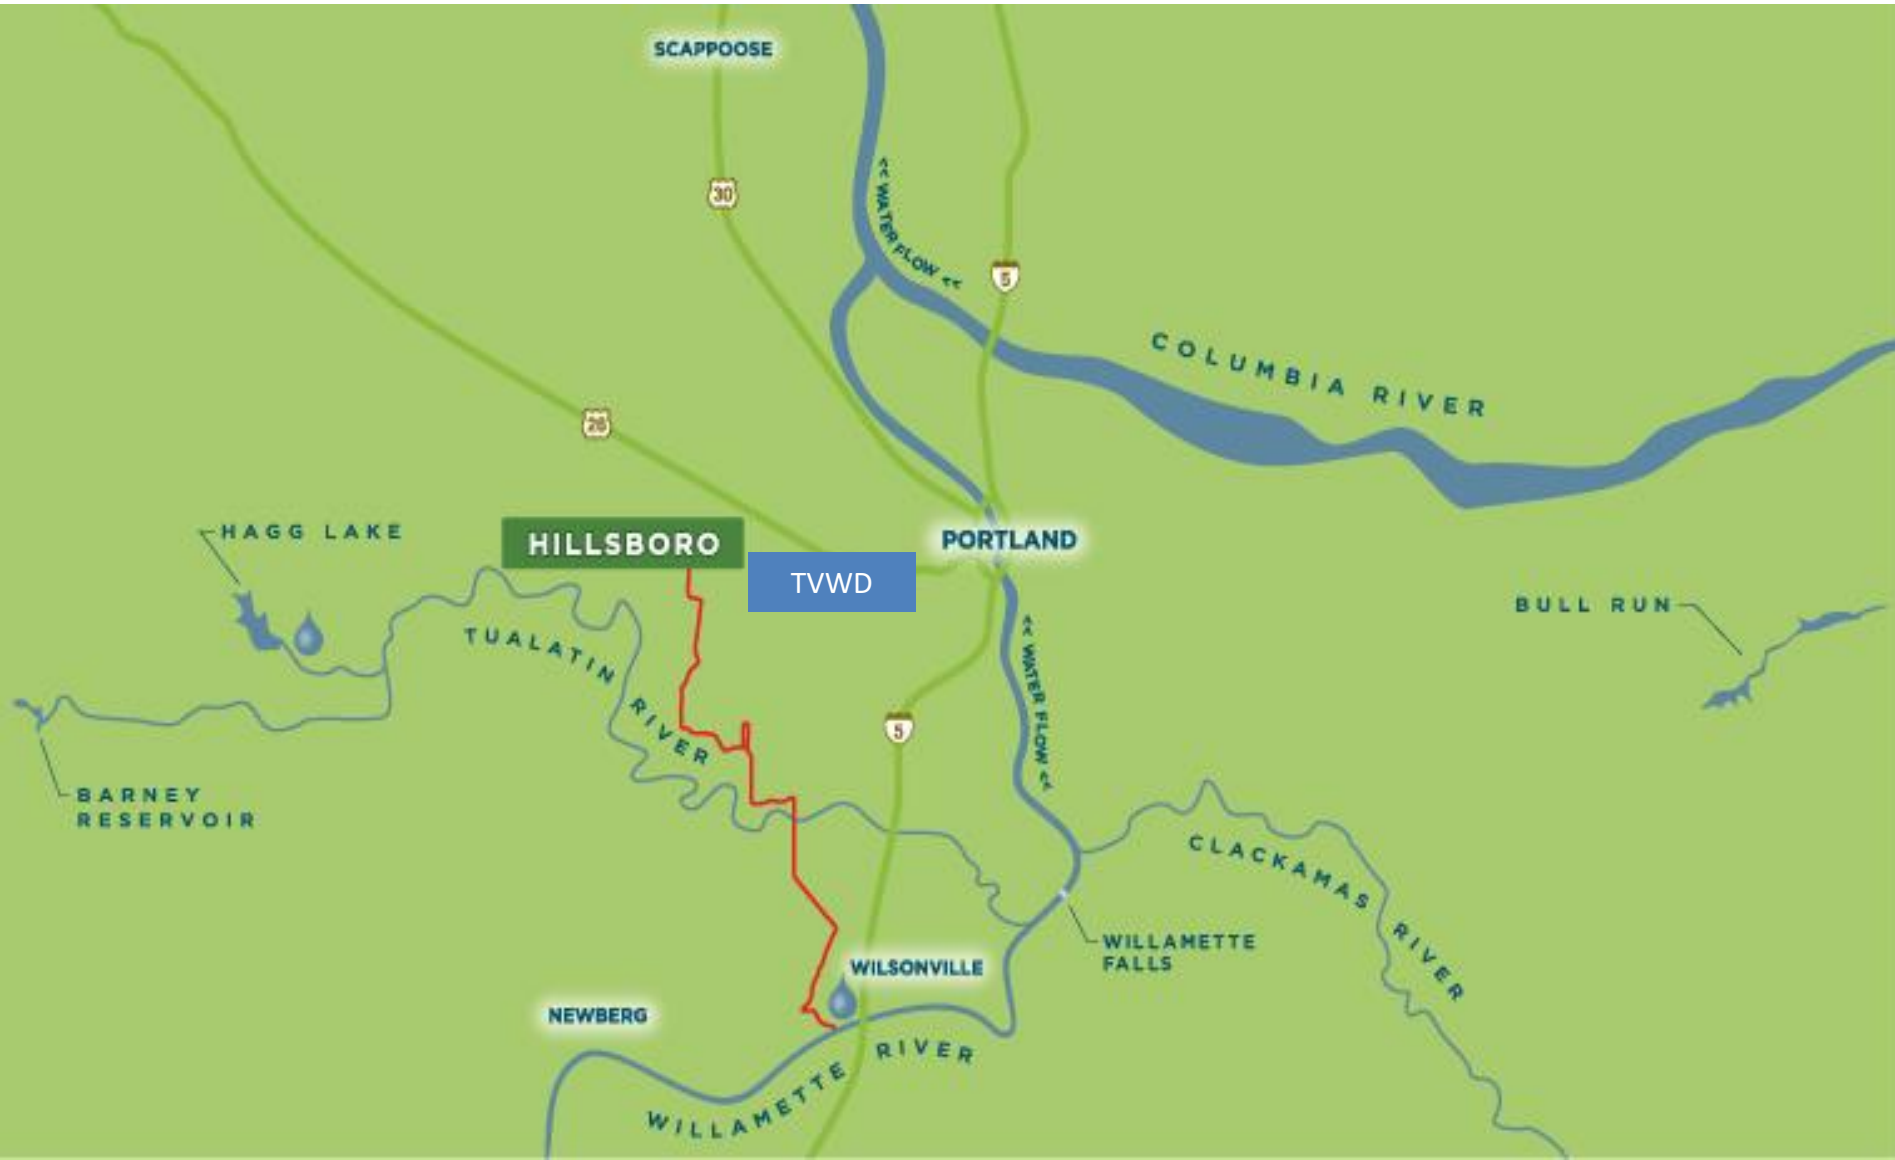 SCAPPOOSE
30
<< WATER FLOW <<
5
COLUMBIA RIVER
26
HAGG LAKE
HILLSBORO
PORTLAND
TVWD
BULL RUN
TUALATIN RIVER
<< WATER FLOW <<
5
BARNEY
RESERVOIR
CLACKAMAS RIVER
WILLAMETTE
FALLS
WILSONVILLE
NEWBERG
WILLAMETTE RIVER